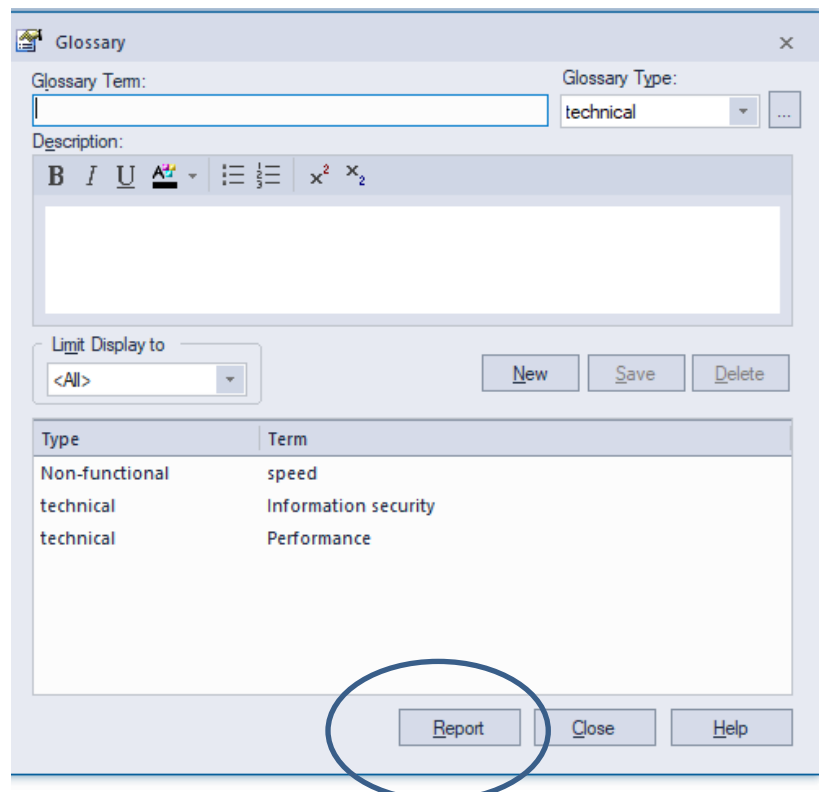 Glossary
Glossary Term:
Glossary Type:
technical
...
Description:
B I U A x² x₂
Limit Display to
<All>
New Save Delete
Type Term
Non-functional speed
technical Information security
technical Performance
Report Close Help